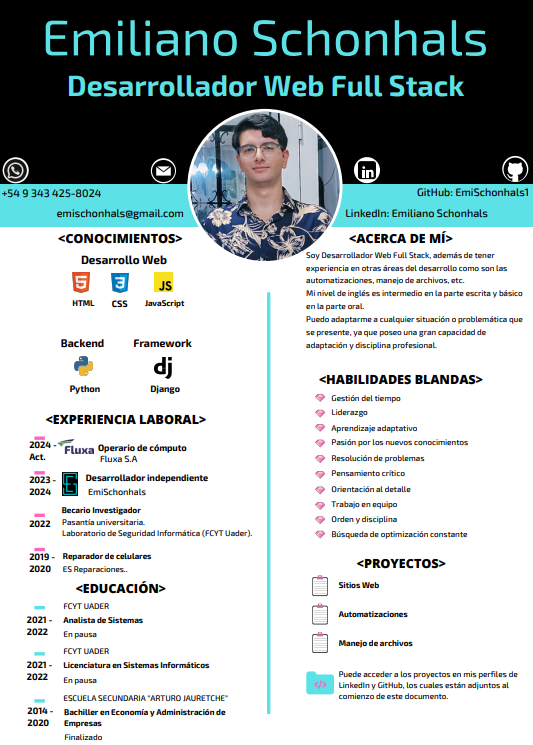 Emiliano Schonhals
Desarrollador Web Full Stack
+54 9 343 425-8024
emischonhals@gmail.com
GitHub: EmiSchonhals1
LinkedIn: Emiliano Schonhals
<CONOCIMIENTOS>
Desarrollo Web
HTML
CSS
JS
JavaScript
Backend
Framework
dj
Python
Django
<EXPERIENCIA LABORAL>
2024 -
Act.
Fluxa
Operario de cómputo
Fluxa S.A
2023 -
2024
Desarrollador independiente
EmiSchonhals
2022
Becario Investigador
Pasantía universitaria.
Laboratorio de Seguridad Informática (FCYT Uader).
2019 -
2020
Reparador de celulares
ES Reparaciones..
<EDUCACIÓN>
FCYT UADER
2021 -
2022
Analista de Sistemas
En pausa
FCYT UADER
2021 -
2022
Licenciatura en Sistemas Informáticos
En pausa
ESCUELA SECUNDARIA "ARTURO JAURETCHE"
2014 -
2020
Bachiller en Economía y Administración de
Empresas
Finalizado
<ACERCA DE MÍ>
Soy Desarrollador Web Full Stack, además de tener
experiencia en otras áreas del desarrollo como son las
automatizaciones, manejo de archivos, etc.
Mi nivel de inglés es intermedio en la parte escrita y básico
en la parte oral.
Puedo adaptarme a cualquier situación o problemática que
se presente, ya que poseo una gran capacidad de
adaptación y disciplina profesional.
<HABILIDADES BLANDAS>
Gestión del tiempo
Liderazgo
Aprendizaje adaptativo
Pasión por los nuevos conocimientos
Resolución de problemas
Pensamiento crítico
Orientación al detalle
Trabajo en equipo
Orden y disciplina
Búsqueda de optimización constante
<PROYECTOS>
Sitios Web
Automatizaciones
Manejo de archivos
</>
Puede acceder a los proyectos en mis perfiles de
LinkedIn y GitHub, los cuales están adjuntos al
comienzo de este documento.